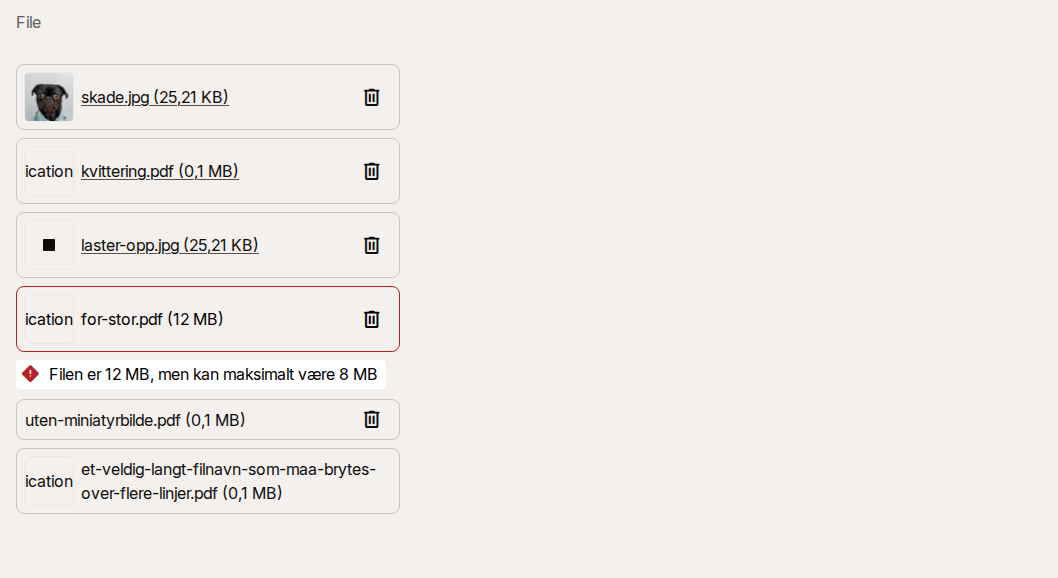 File
skade.jpg (25,21 KB)
ication kvittering.pdf (0,1 MB)
laster-opp.jpg (25,21 KB)
ication for-stor.pdf (12 MB)
Filen er 12 MB, men kan maksimalt være 8 MB
uten-miniatyrbilde.pdf (0,1 MB)
ication et-veldig-langt-filnavn-som-maa-brytes-
over-flere-linjer.pdf (0,1 MB)